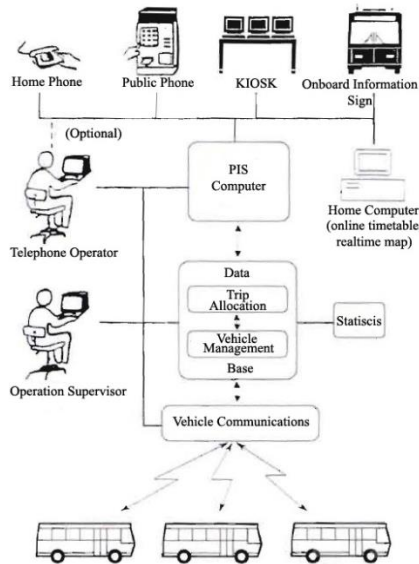 Home Phone
Public Phone
KIOSK
Onboard Information
Sign
(Optional)
PIS
Computer
Home Computer
(online timetable
realtime map)
Telephone Operator
Data
Trip
Allocation
Vehicle
Management
Base
Statiscis
Operation Supervisor
Vehicle Communications